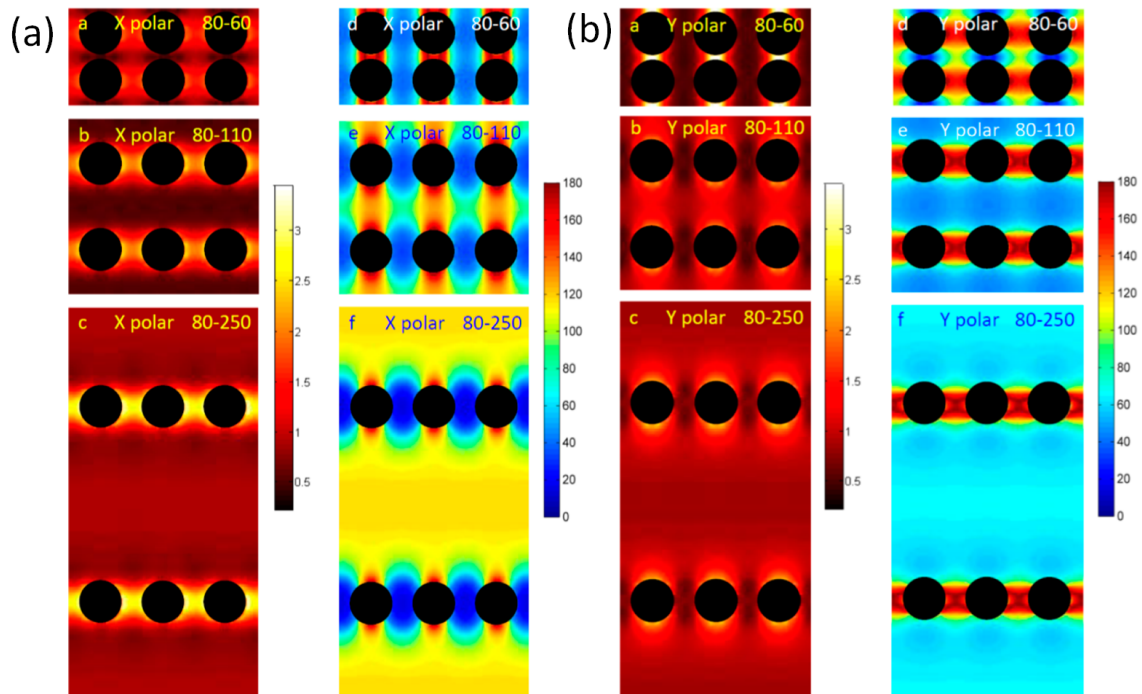 (a)
a X polar 80-60
d X polar 80-60
b X polar 80-110
e X polar 80-110
c X polar 80-250
f X polar 80-250
3
2.5
2
1.5
1
0.5
180
160
140
120
100
80
60
40
20
0
(b)
a Y polar 80-60
d Y polar 80-60
b Y polar 80-110
e Y polar 80-110
c Y polar 80-250
f Y polar 80-250
3
2.5
2
1.5
1
0.5
180
160
140
120
100
80
60
40
20
0